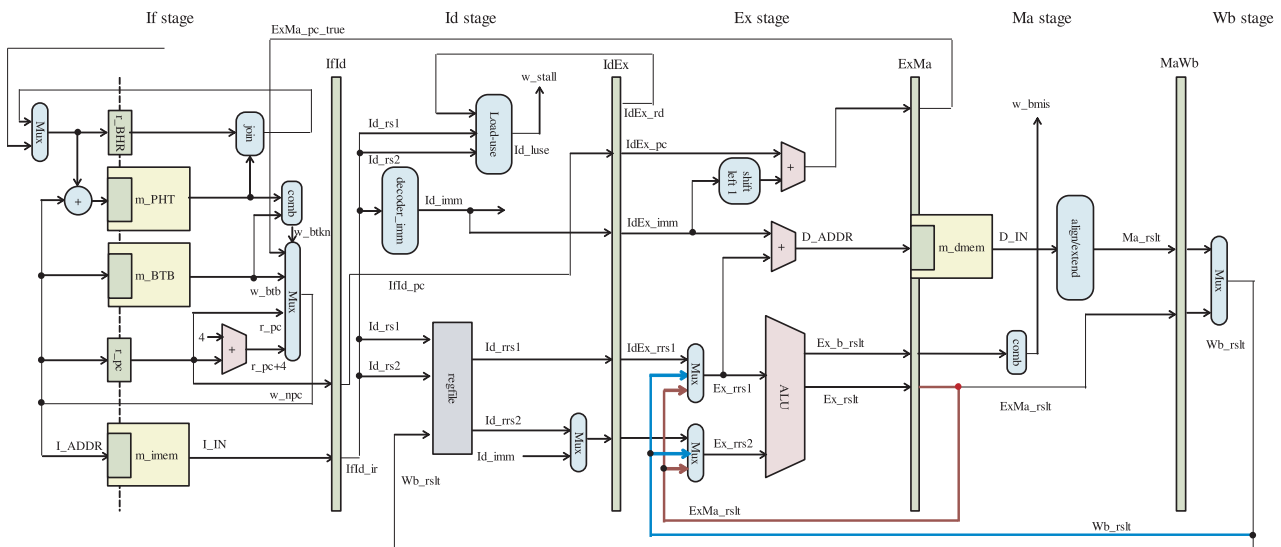 If stage
Id stage
Ex stage
Ma stage
Wb stage
ExMa_pc_true
IfId
IdEx
ExMa
MaWb
w_stall
w_bmis
Mux
r_BHR
join
Id_rs1
Load-use
IdEx_rd
Id_luse
Id_rs2
IdEx_pc
+
m_PHT
comb
decoder_imm
Id_imm
shift
left 1
+
w_btkn
IdEx_imm
+
D_ADDR
m_dmem
D_IN
align/extend
Ma_rslt
m_BTB
w_btb
Mux
IfId_pc
Mux
r_pc
4
r_pc
+
r_pc+4
Id_rs1
Id_rs2
regfile
Id_rrs1
IdEx_rrs1
Mux
Ex_rrs1
ALU
Ex_b_rslt
comb
Wb_rslt
w_npc
Ex_rslt
ExMa_rslt
I_ADDR
m_imem
I_IN
IfId_ir
Id_rrs2
Mux
Id_imm
Mux
Ex_rrs2
Wb_rslt
ExMa_rslt
Wb_rslt